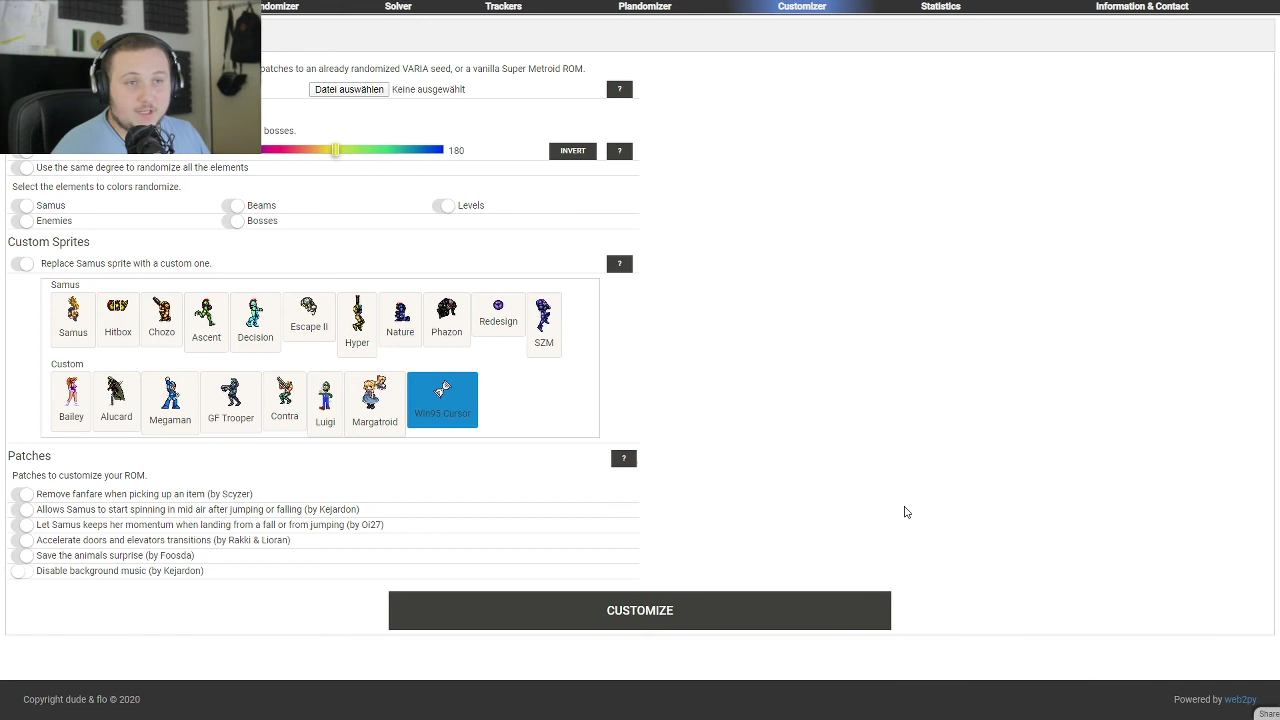 ndomizer Solver Trackers Plandomizer Customizer Statistics Information & Contact
patches to an already randomized VARIA seed, or a vanilla Super Metroid ROM.
Datei auswählen Keine ausgewählt ?
bosses.
180 INVERT ?
Use the same degree to randomize all the elements
Select the elements to colors randomize.
Samus Beams Levels
Enemies Bosses
Custom Sprites
Replace Samus sprite with a custom one. ?
Samus
Samus Hitbox Chozo Ascent Decision Escape II Hyper Nature Phazon Redesign SZM
Custom
Bailey Alucard Megaman GF Trooper Contra Luigi Margatroid Win95 Cursor
Patches ?
Patches to customize your ROM.
Remove fanfare when picking up an item (by Scyzer)
Allows Samus to start spinning in mid air after jumping or falling (by Kejardon)
Let Samus keeps her momentum when landing from a fall or from jumping (by Oi27)
Accelerate doors and elevators transitions (by Rakki & Lioran)
Save the animals surprise (by Foosda)
Disable background music (by Kejardon)
CUSTOMIZE
Copyright dude & flo © 2020 Powered by web2py
Share